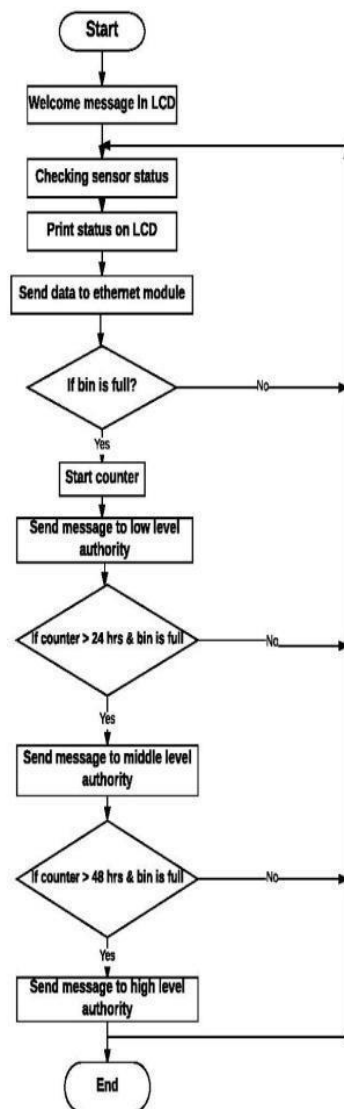 Start
Welcome message In LCD
Checking sensor status
Print status on LCD
Send data to ethernet module
If bin is full?
No
Yes
Start counter
Send message to low level
authority
If counter > 24 hrs & bin is full
No
Yes
Send message to middle level
authority
If counter > 48 hrs & bin is full
No
Yes
Send message to high level
authority
End